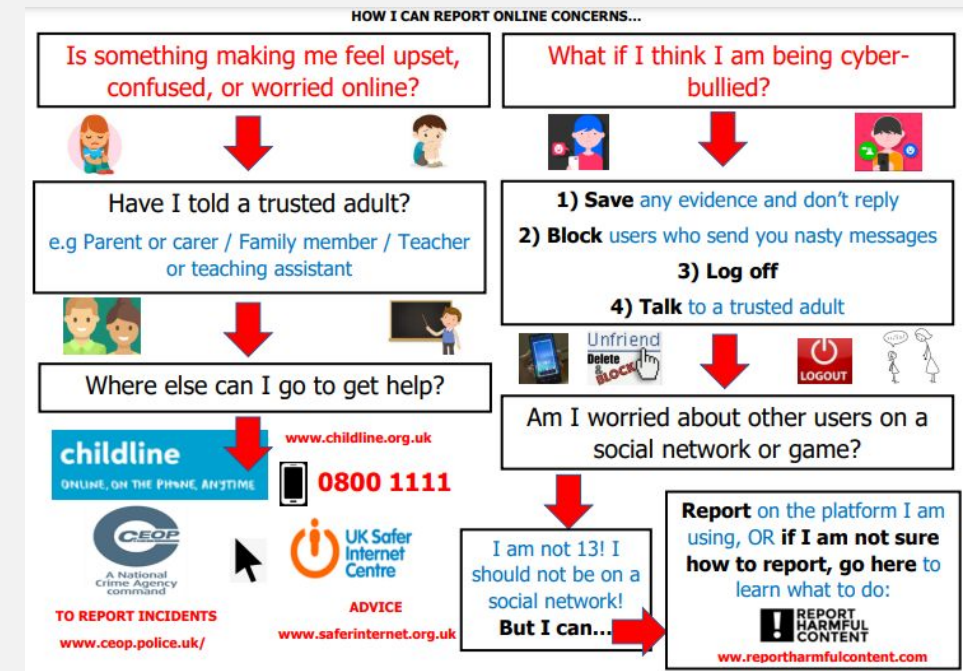 HOW I CAN REPORT ONLINE CONCERNS...
Is something making me feel upset,
confused, or worried online?
Have I told a trusted adult?
e.g Parent or carer / Family member / Teacher
or teaching assistant
Where else can I go to get help?
childline
ONLINE, ON THE PHONE, ANYTIME
www.childline.org.uk
0800 1111
CEOP
A National
Crime Agency
command
TO REPORT INCIDENTS
www.ceop.police.uk/
UK Safer
Internet
Centre
ADVICE
www.saferinternet.org.uk
What if I think I am being cyber-
bullied?
1) Save any evidence and don't reply
2) Block users who send you nasty messages
3) Log off
4) Talk to a trusted adult
Unfriend
Delete
&
BLOCK
LOGOUT
Am I worried about other users on a
social network or game?
I am not 13! I
should not be on a
social network!
But I can...
Report on the platform I am
using, OR if I am not sure
how to report, go here to
learn what to do:
REPORT
HARMFUL
CONTENT
ww.reportharmfulcontent.com